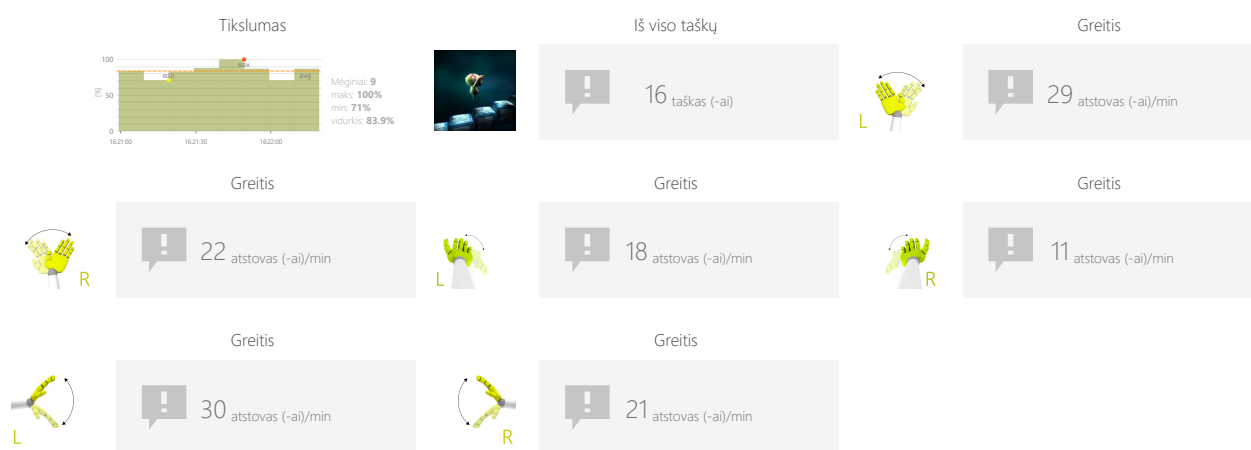 Tikslumas
Iš viso taškų
Greitis
100
50
0
(%)
min
max
avg
16:21:00
16:21:30
16:22:00
Mėginiai: 9
maks: 100%
min: 71%
vidurkis: 83.9%
16 taškas (-ai)
L
29 atstovas (-ai)/min
Greitis
Greitis
Greitis
R
22 atstovas (-ai)/min
L
18 atstovas (-ai)/min
R
11 atstovas (-ai)/min
Greitis
Greitis
L
30 atstovas (-ai)/min
R
21 atstovas (-ai)/min